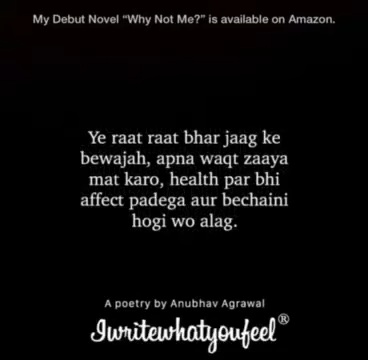 My Debut Novel “Why Not Me?” is available on Amazon.
Ye raat raat bhar jaag ke
bewajah, apna waqt zaaya
mat karo, health par bhi
affect padega aur bechaini
hogi wo alag.
A poetry by Anubhav Agrawal
Iwritewhatyoufeel®